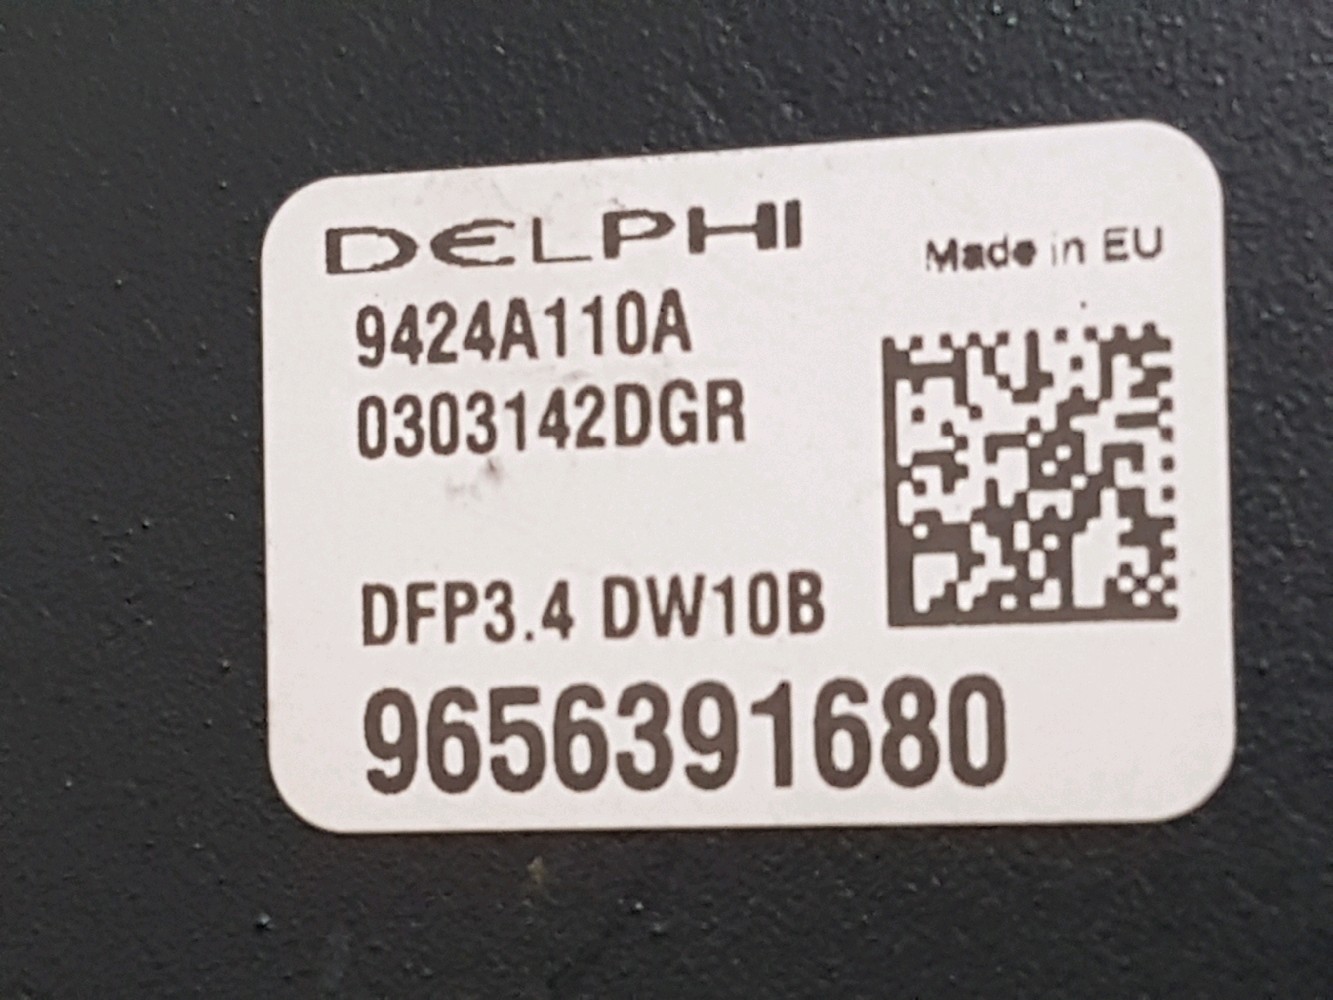 DELPHI
Made in EU
9424A110A
0303142DGR
DFP3.4 DW10B
9656391680